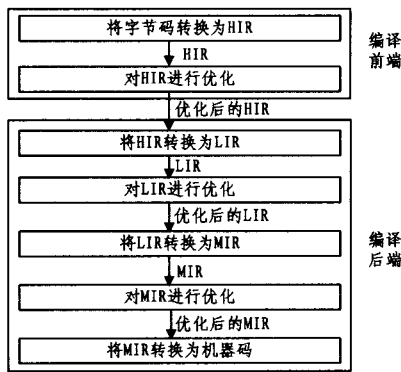 将字节码转换为HIR
HIR
对HIR进行优化
编译
前端
优化后的HIR
将HIR转换为LIR
LIR
对LIR进行优化
优化后的LIR
将LIR转换为MIR
编译
后端
MIR
对MIR进行优化
优化后的MIR
将MIR转换为机器码